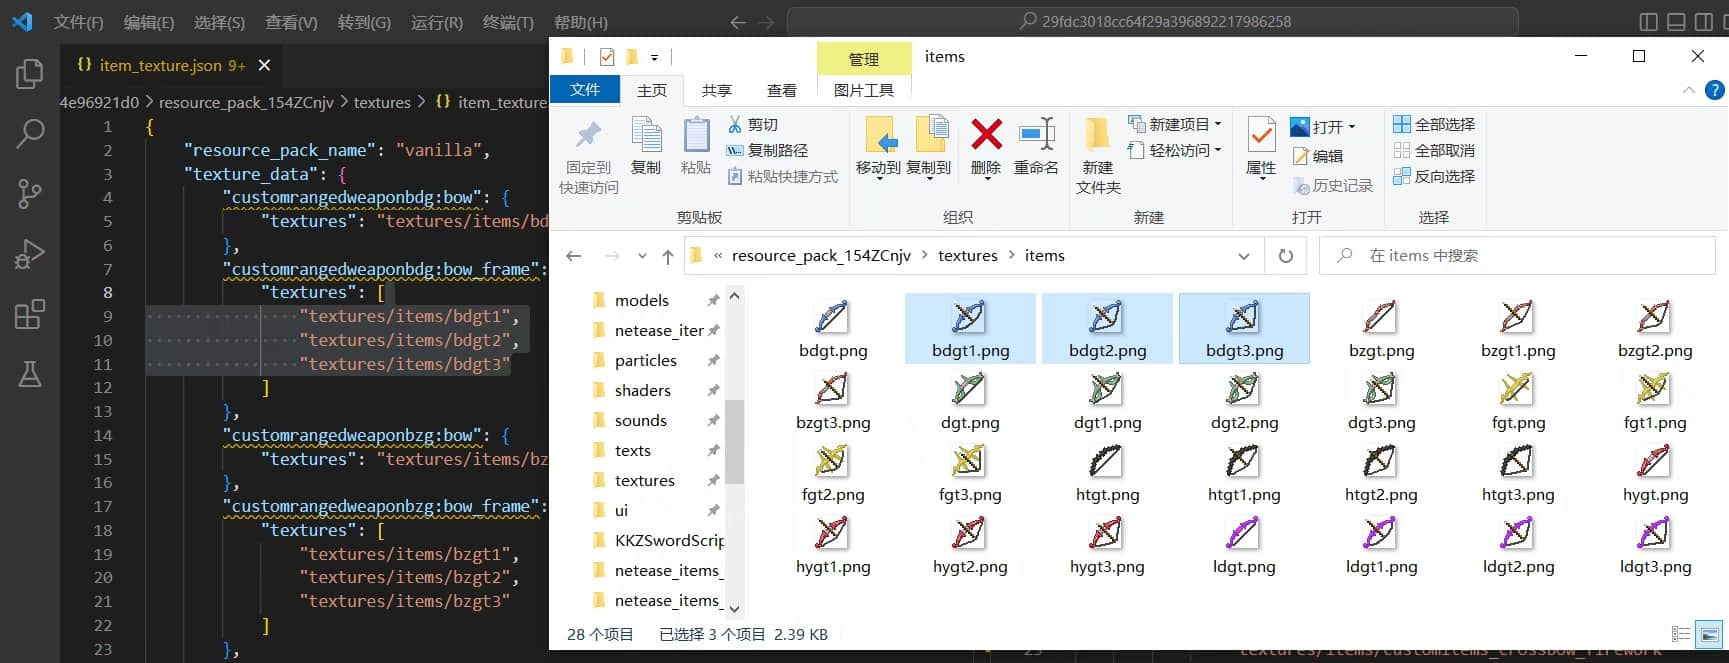 文件(F) 编辑(E) 选择(S) 查看(V) 转到(G) 运行(R) 终端(T) 帮助(H)
29fdc3018cc64f29a396892217986258
item_texture.json 9+
4e96921d0 > resource_pack_154ZCnjv > textures > {} item_texture
1 {
2 "resource_pack_name": "vanilla",
3 "texture_data": {
4 "customrangedweaponbdg:bow": {
5 "textures": "textures/items/bd
6 },
7 "customrangedweaponbdg:bow_frame":
8 "textures": [
9 "textures/items/bdgt1",
10 "textures/items/bdgt2",
11 "textures/items/bdgt3"
12 ]
13 },
14 "customrangedweaponbzg:bow": {
15 "textures": "textures/items/bz
16 },
17 "customrangedweaponbzg:bow_frame":
18 "textures": [
19 "textures/items/bzgt1",
20 "textures/items/bzgt2",
21 "textures/items/bzgt3"
22 ]
23 },
管理 items
文件 主页 共享 查看 图片工具
固定到
快速访问
复制
粘贴
剪切
复制路径
粘贴快捷方式
剪贴板
移动到 复制到 删除 重命名
组织
新建
文件夹
新建项目
轻松访问
新建
属性
打开
编辑
历史记录
打开
全部选择
全部取消
反向选择
选择
« resource_pack_154ZCnjv > textures > items
在 items 中搜索
models
netease_iter
particles
shaders
sounds
texts
textures
ui
KKZSwordScrip
netease_items_
netease_items_
bdgt.png bdgt1.png bdgt2.png bdgt3.png bzgt.png bzgt1.png bzgt2.png
bzgt3.png dgt.png dgt1.png dgt2.png dgt3.png fgt.png fgt1.png
fgt2.png fgt3.png htgt.png htgt1.png htgt2.png htgt3.png hygt.png
hygt1.png hygt2.png hygt3.png ldgt.png ldgt1.png ldgt2.png ldgt3.png
28 个项目 已选择 3 个项目 2.39 KB